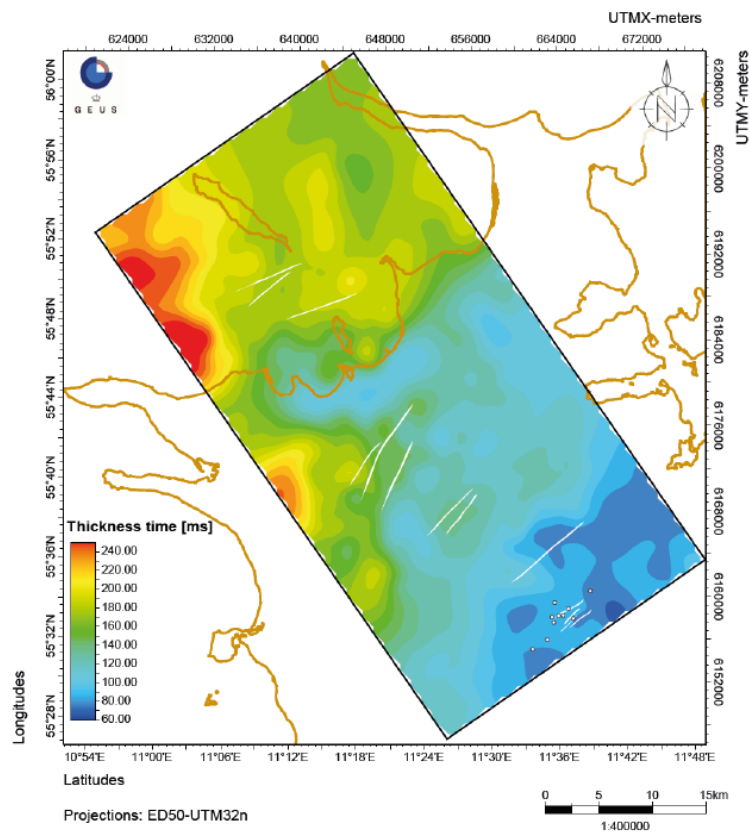 UTMX-meters
624000 632000 640000 648000 656000 664000 672000
GEUS
N
UTMY-meters
6208000
6200000
6192000
6184000
6176000
6168000
6160000
6152000
56°00'N
55°56'N
55°52'N
55°48'N
55°44'N
55°40'N
55°36'N
55°32'N
55°28'N
Thickness time [ms]
240.00
220.00
200.00
180.00
160.00
140.00
120.00
100.00
80.00
60.00
Longitudes
10°54'E 11°00'E 11°06'E 11°12'E 11°18'E 11°24'E 11°30'E 11°36'E 11°42'E 11°48'E
Latitudes
0 5 10 15km
Projections: ED50-UTM32n
1:400000